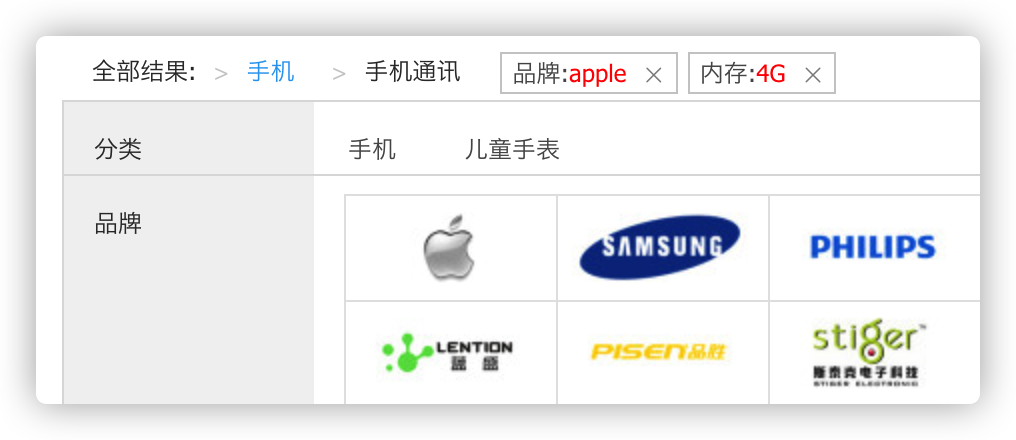 全部结果: > 手机 > 手机通讯 品牌:apple × 内存:4G ×
分类 手机 儿童手表
品牌
SAMSUNG PHILIPS
LENTION PISEN品胜 stiger™
蓝盛 斯泰克电子科技
STIGER ELECTRONIC